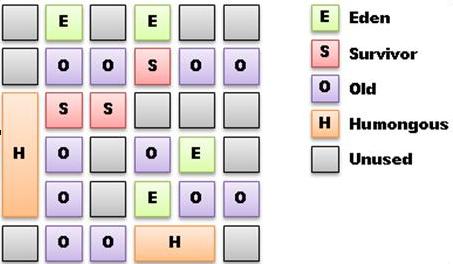 E E
O O S O O
S S
H O O E
O E O O
O O H
E Eden
S Survivor
O Old
H Humongous
Unused